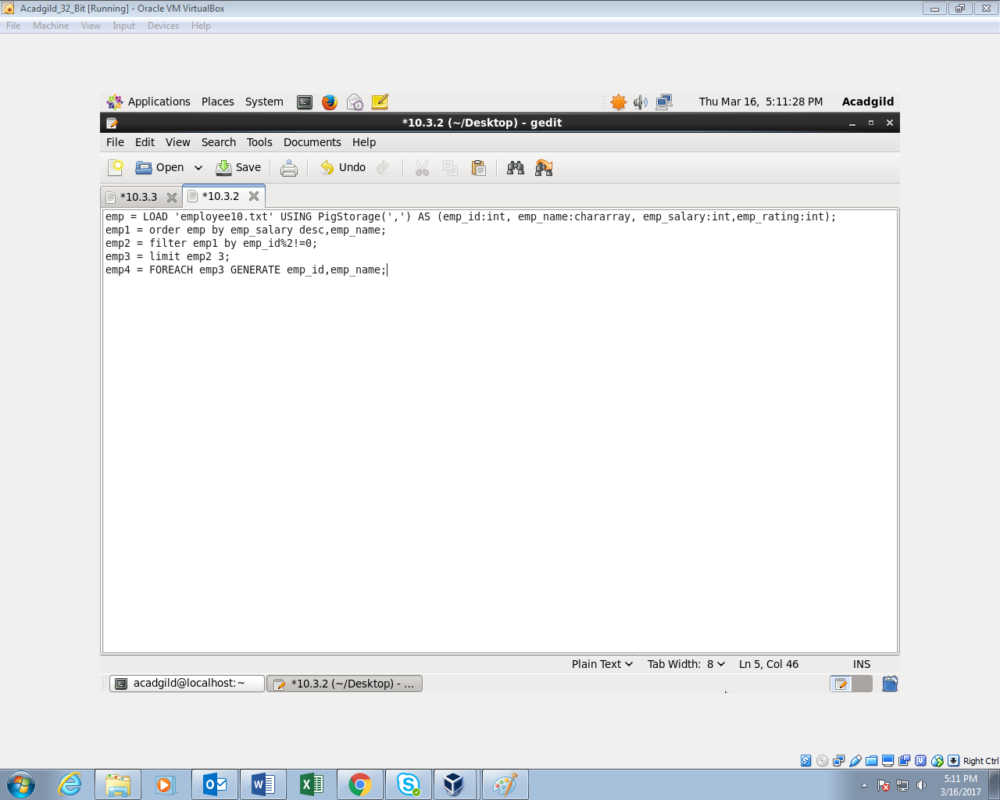 Acadgild_32_Bit [Running] - Oracle VM VirtualBox
File Machine View Input Devices Help
Applications Places System Thu Mar 16, 5:11:28 PM Acadgild
*10.3.2 (~/Desktop) - gedit
File Edit View Search Tools Documents Help
Open Save Undo
*10.3.3 *10.3.2
emp = LOAD 'employee10.txt' USING PigStorage(',') AS (emp_id:int, emp_name:chararray, emp_salary:int,emp_rating:int);
emp1 = order emp by emp_salary desc,emp_name;
emp2 = filter emp1 by emp_id%2!=0;
emp3 = limit emp2 3;
emp4 = FOREACH emp3 GENERATE emp_id,emp_name;
Plain Text Tab Width: 8 Ln 5, Col 46 INS
acadgild@localhost:~ *10.3.2 (~/Desktop) - ...
Right Ctrl
5:11 PM
3/16/2017